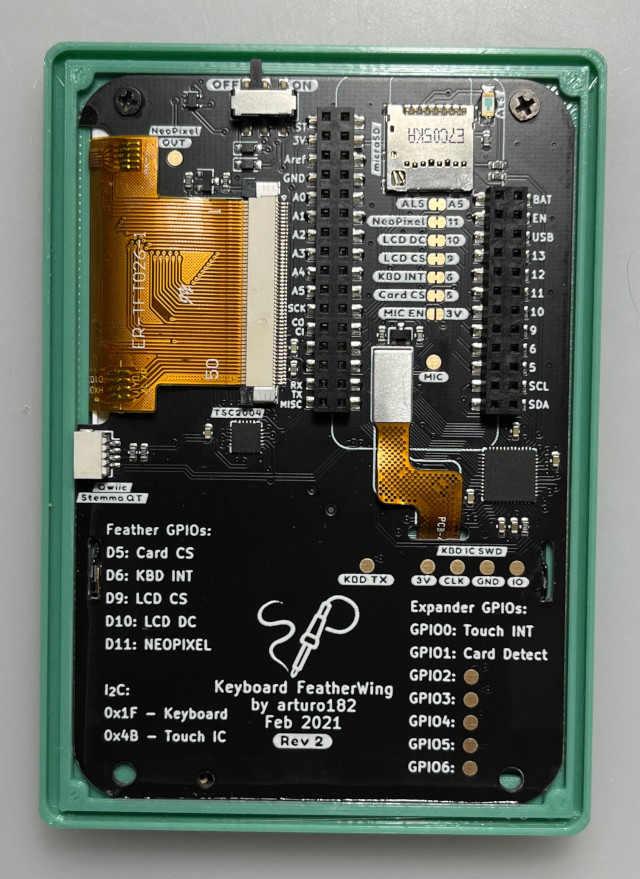 OFF ON
NeoPixel
OUT
ER-TFT026-1
50
TSC2004
Qwiic
Stemma QT
ST
3V
Aref
GND
A0
A1
A2
A3
A4
A5
SCK
CO
CI
RX
TX
MISC
microSD
E7C05KA
ALS
ALS A5
NeoPixel 11
LCD DC 10
LCD CS 9
KBD INT 6
Card CS 5
MIC EN 3V
MIC
BAT
EN
USB
13
12
11
10
9
6
5
SCL
SDA
KBD IC SWD
KBD TX
3V CLK GND IO
Feather GPIOs:
D5: Card CS
D6: KBD INT
D9: LCD CS
D10: LCD DC
D11: NEOPIXEL
I2C:
0x1F – Keyboard
0x4B – Touch IC
Keyboard FeatherWing
by arturo182
Feb 2021
Rev 2
Expander GPIOs:
GPIO0: Touch INT
GPIO1: Card Detect
GPIO2:
GPIO3:
GPIO4:
GPIO5:
GPIO6: